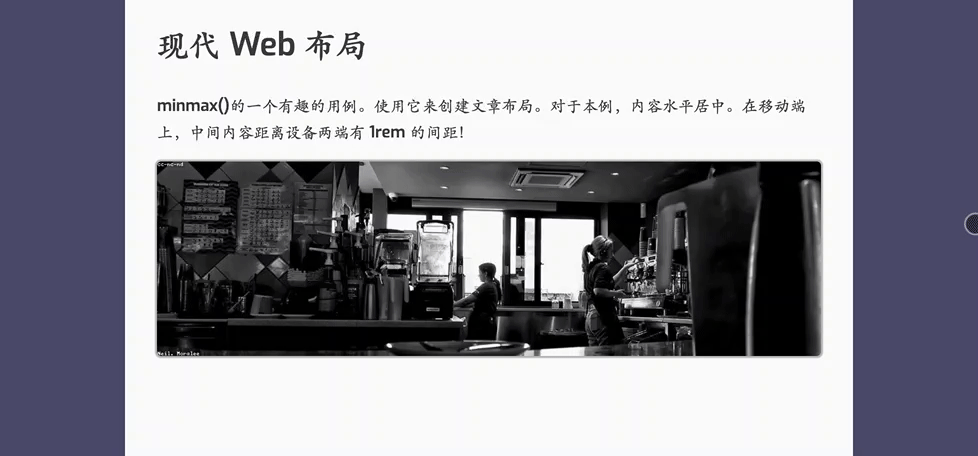 现代 Web 布局
minmax()的一个有趣的用例。使用它来创建文章布局。对于本例，内容水平居中。在移动端
上，中间内容距离设备两端有 1rem 的间距！
cc-nc-nd
Neil. Moralee